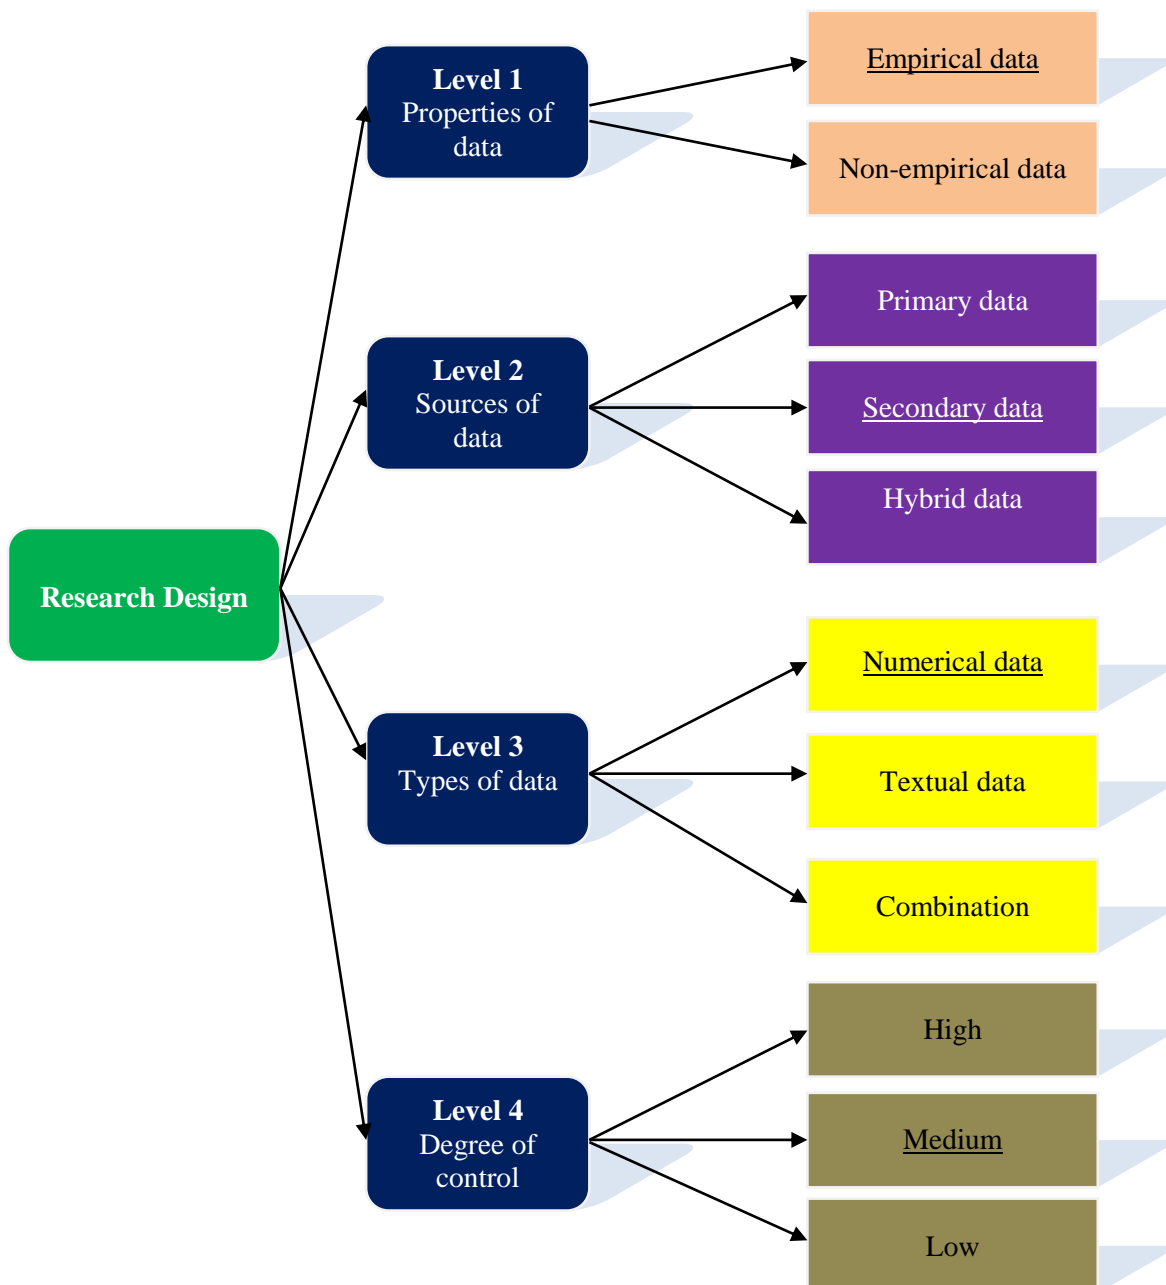 Research Design
Level 1
Properties of
data
Empirical data
Non-empirical data
Level 2
Sources of
data
Primary data
Secondary data
Hybrid data
Level 3
Types of data
Numerical data
Textual data
Combination
Level 4
Degree of
control
High
Medium
Low